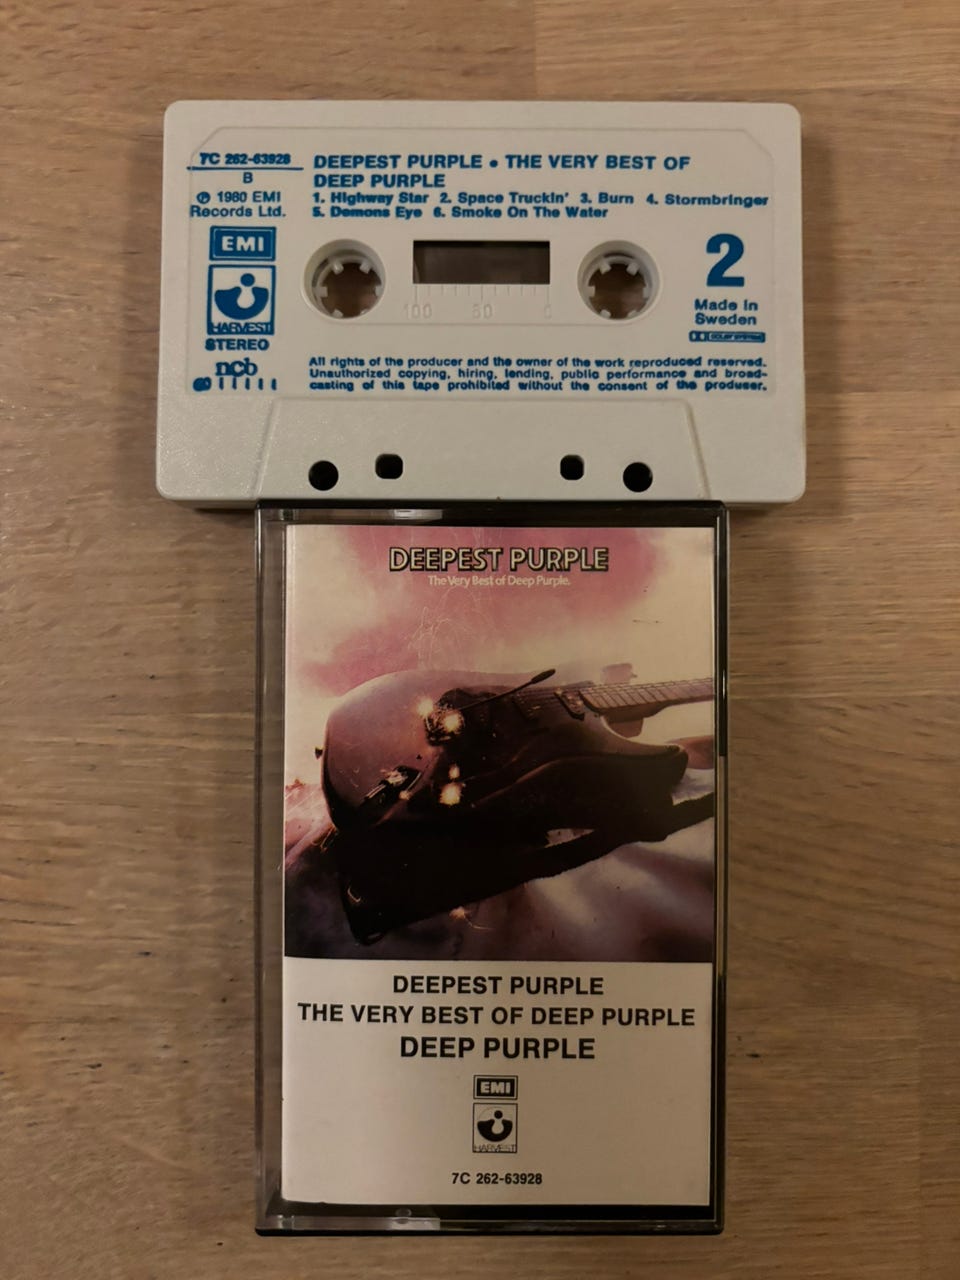 7C 262-63928
B
℗ 1980 EMI
Records Ltd.
EMI
HARVEST
STEREO
ncb
DEEPEST PURPLE • THE VERY BEST OF
DEEP PURPLE
1. Highway Star 2. Space Truckin' 3. Burn 4. Stormbringer
5. Demons Eye 6. Smoke On The Water
100 50 0
2
Made in
Sweden
DOLBY SYSTEM
All rights of the producer and the owner of the work reproduced reserved.
Unauthorized copying, hiring, lending, public performance and broad-
casting of this tape prohibited without the consent of the producer.
DEEPEST PURPLE
The Very Best of Deep Purple.
DEEPEST PURPLE
THE VERY BEST OF DEEP PURPLE
DEEP PURPLE
EMI
HARVEST
7C 262-63928